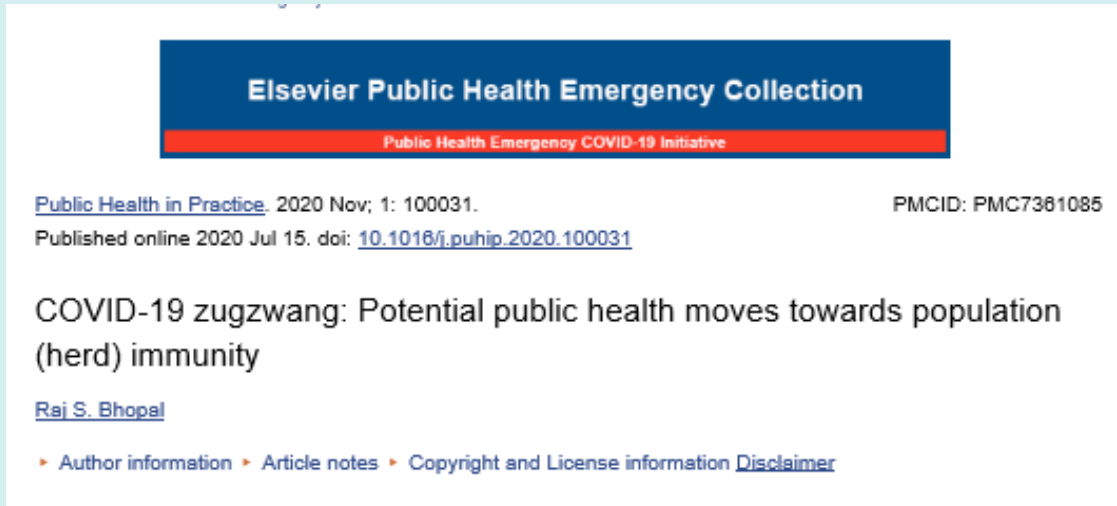 Elsevier Public Health Emergency Collection
Public Health Emergency COVID-19 Initiative
Public Health in Practice. 2020 Nov; 1: 100031.
PMCID: PMC7361085
Published online 2020 Jul 15. doi: 10.1016/j.puhip.2020.100031
COVID-19 zugzwang: Potential public health moves towards population
(herd) immunity
Raj S. Bhopal
▸ Author information ▸ Article notes ▸ Copyright and License information Disclaimer